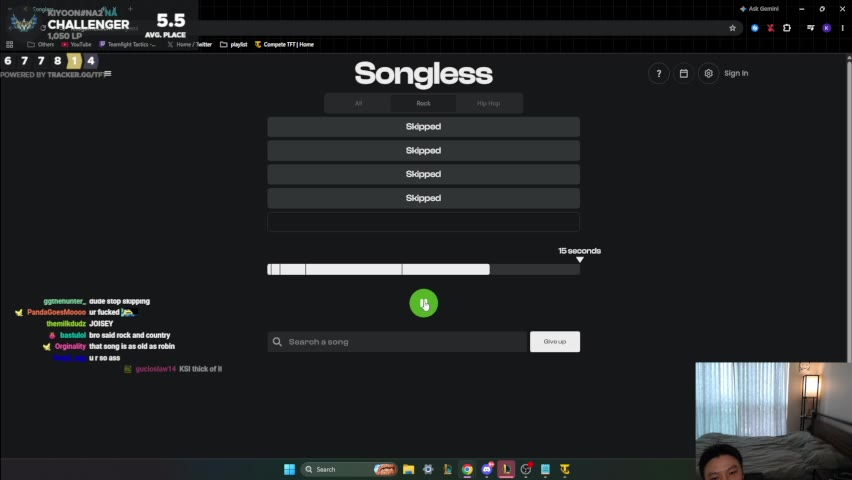 KIYOON#NA2
CHALLENGER
1,050 LP
5.5
AVG. PLACE
Ask Gemini
Others
YouTube
Teamfight Tactics -...
Home / Twitter
playlist
Compete TFT | Home
6 7 7 8 1 4
POWERED BY TRACKER.GG/TFT
Songless
?
Sign In
All
Rock
Hip Hop
Skipped
Skipped
Skipped
Skipped
15 seconds
Search a song
Give up
ggthenunter_ dude stop skipping
PandaGoesMoooo ur fucked
themilkdudz JOISEY
bastulol bro said rock and country
Orginality that song is as old as robin
u r so ass
gucioslaw14 KSI thick of it
Search